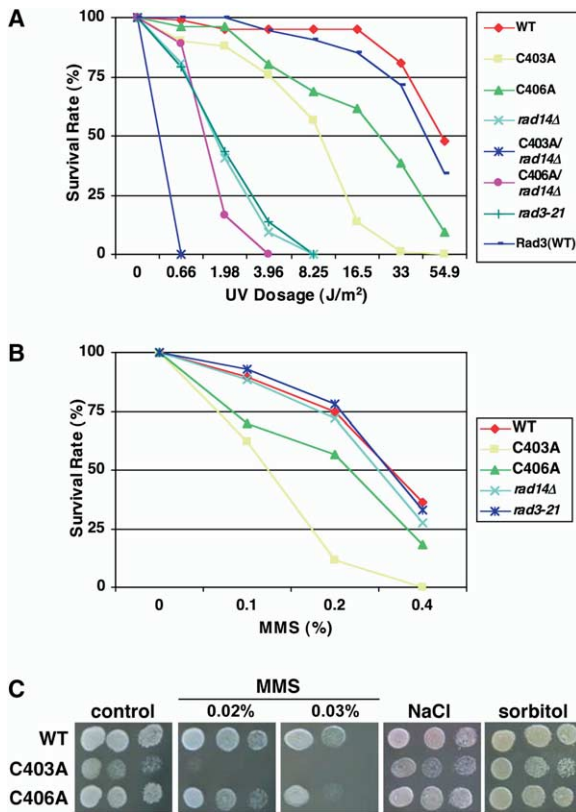 A
Survival Rate (%)
100
75
50
25
0
0 0.66 1.98 3.96 8.25 16.5 33 54.9
UV Dosage (J/m²)
WT
C403A
C406A
rad14Δ
C403A/
rad14Δ
C406A/
rad14Δ
rad3-21
Rad3(WT)
B
Survival Rate (%)
100
75
50
25
0
0 0.1 0.2 0.4
MMS (%)
WT
C403A
C406A
rad14Δ
rad3-21
C
MMS
control 0.02% 0.03% NaCl sorbitol
WT
C403A
C406A